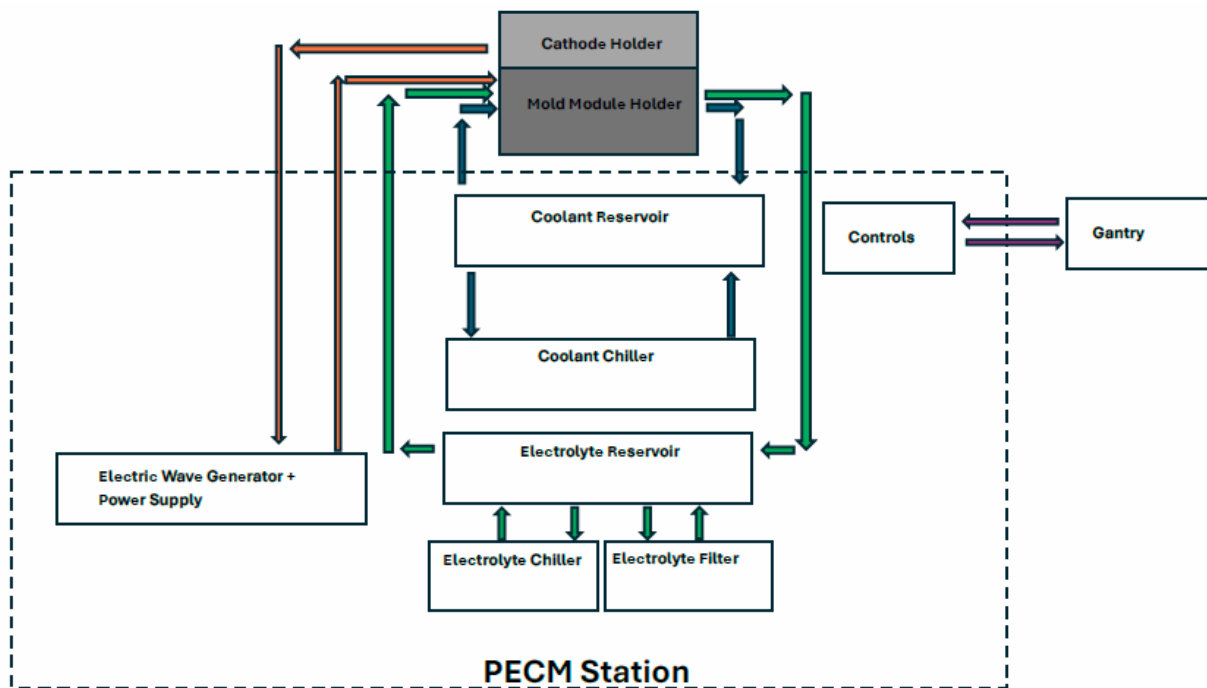 Cathode Holder
Mold Module Holder
Coolant Reservoir
Controls
Gantry
Coolant Chiller
Electrolyte Reservoir
Electric Wave Generator +
Power Supply
Electrolyte Chiller
Electrolyte Filter
PECM Station